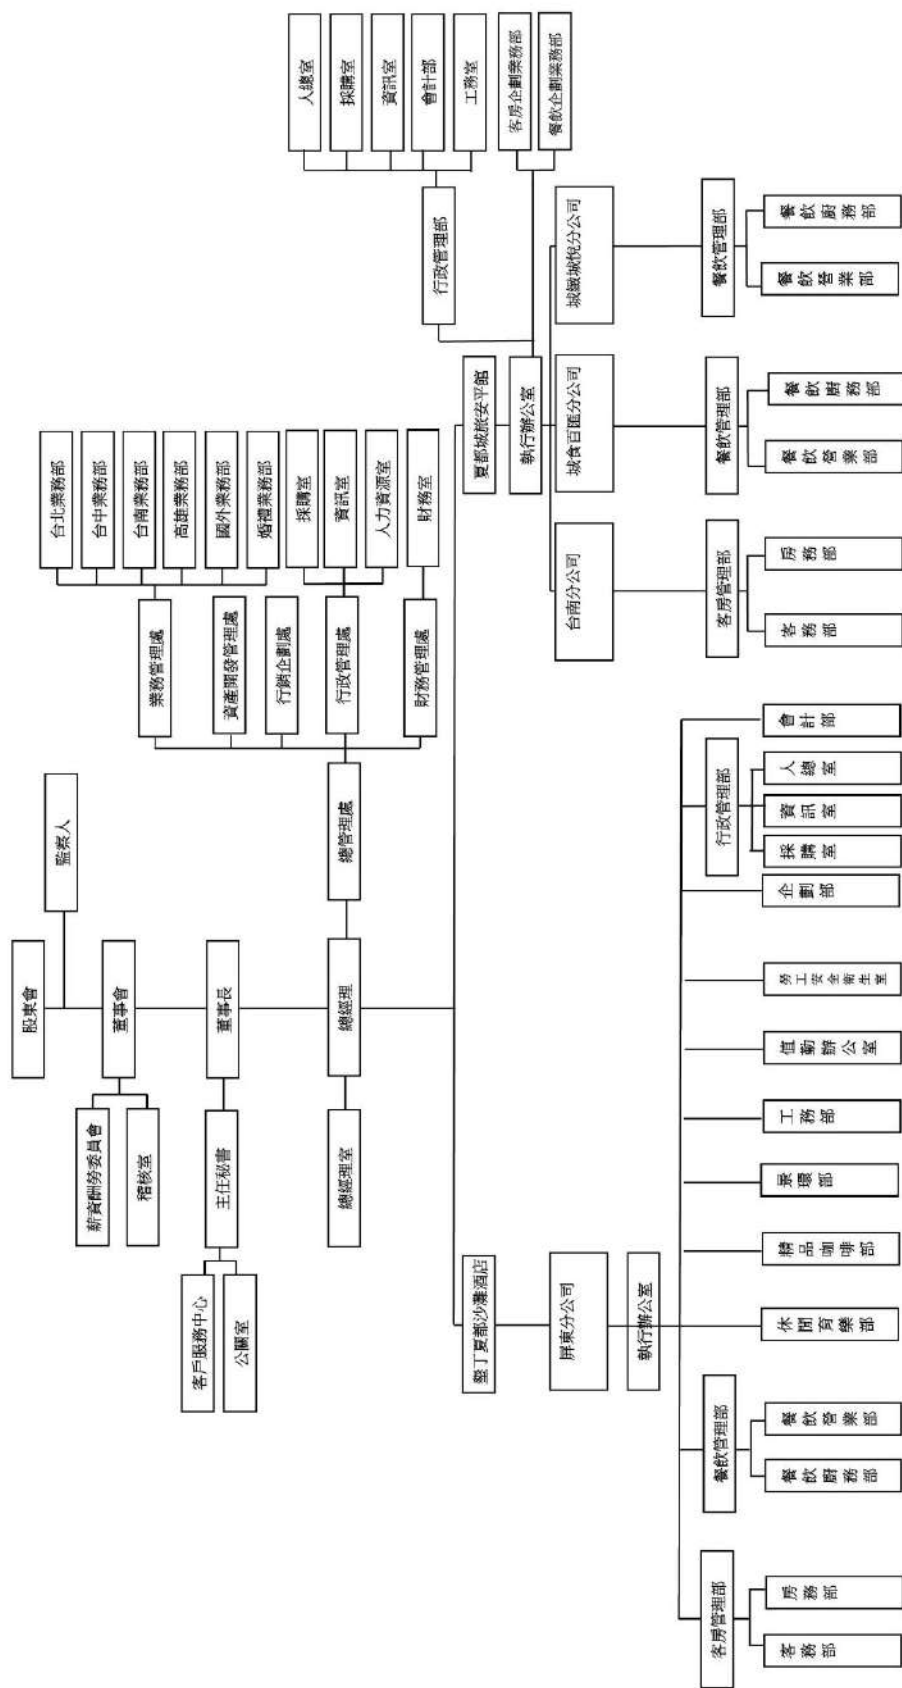 股東會
監察人
董事會
薪資酬勞委員會
稽核室
董事長
主任秘書
客戶服務中心
公關室
總經理
總經理室
總管理處
業務管理處
台北業務部
台中業務部
台南業務部
高雄業務部
國外業務部
婚禮業務部
資產開發管理處
行銷企劃處
行政管理處
採購室
資訊室
人力資源室
財務管理處
財務室
墾丁夏都沙灘酒店
屏東分公司
執行辦公室
客房管理部
客務部
房務部
餐飲管理部
餐飲廚務部
餐飲營業部
休閒育樂部
精品咖啡部
景環部
工務部
值勤辦公室
勞工安全衛生室
企劃部
行政管理部
採購室
資訊室
人總室
會計部
夏都城旅安平館
執行辦公室
行政管理部
人總室
採購室
資訊室
會計部
工務室
客房企劃業務部
餐飲企劃業務部
台南分公司
客房管理部
客務部
房務部
城食百匯分公司
餐飲管理部
餐飲營業部
餐飲廚務部
城緻城悅分公司
餐飲管理部
餐飲營業部
餐飲廚務部